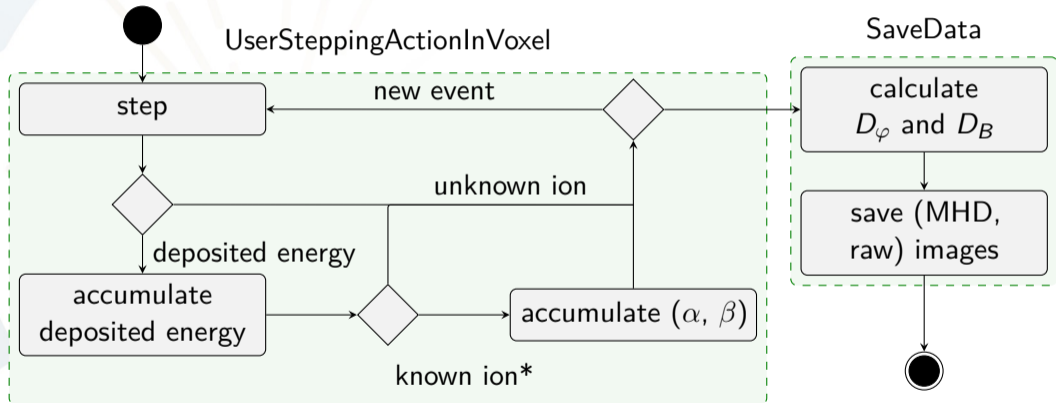 UserSteppingActionInVoxel
SaveData
step
new event
calculate
D_φ and D_B
unknown ion
save (MHD,
raw) images
deposited energy
accumulate
deposited energy
accumulate (α, β)
known ion*